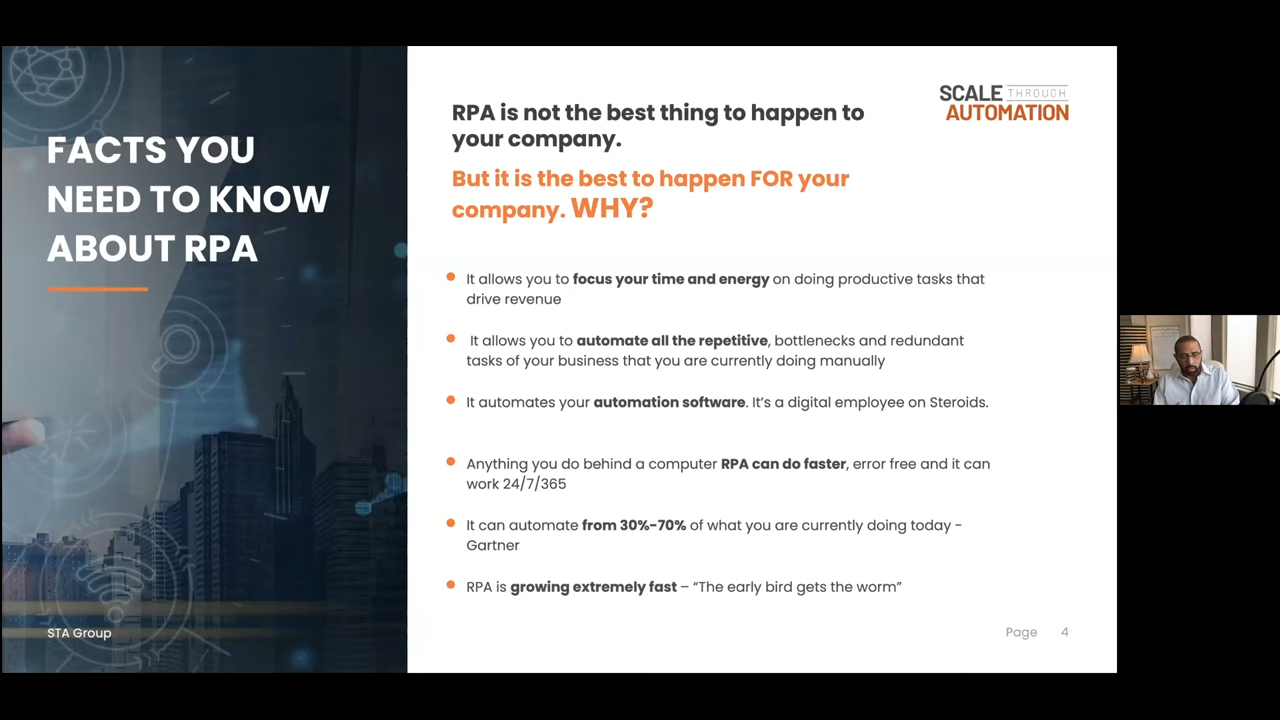 FACTS YOU
NEED TO KNOW
ABOUT RPA
STA Group
SCALE THROUGH
AUTOMATION
RPA is not the best thing to happen to
your company.
But it is the best to happen FOR your
company. WHY?
It allows you to focus your time and energy on doing productive tasks that
drive revenue
It allows you to automate all the repetitive, bottlenecks and redundant
tasks of your business that you are currently doing manually
It automates your automation software. It’s a digital employee on Steroids.
Anything you do behind a computer RPA can do faster, error free and it can
work 24/7/365
It can automate from 30%-70% of what you are currently doing today -
Gartner
RPA is growing extremely fast – “The early bird gets the worm”
Page 4